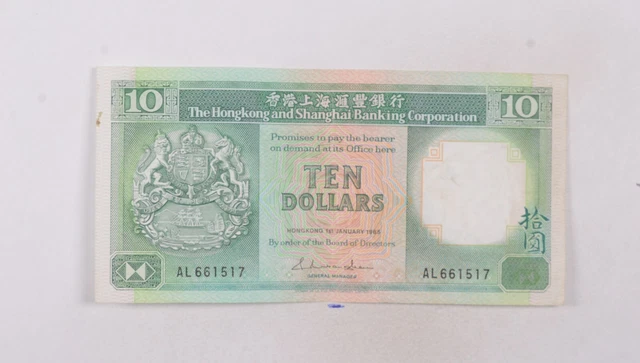 10 香港上海滙豐銀行 10
The Hongkong and Shanghai Banking Corporation
Promises to pay the bearer
on demand at its Office here
TEN
DOLLARS
HONGKONG 1ST JANUARY 1988
By order of the Board of Directors
拾圓
AL661517 AL661517
GENERAL MANAGER